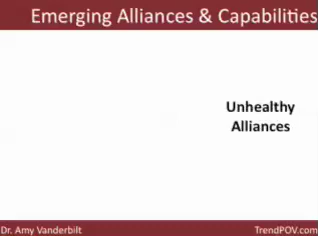 Emerging Alliances & Capabilities
Unhealthy
Alliances
Dr. Amy Vanderbilt
TrendPOV.com